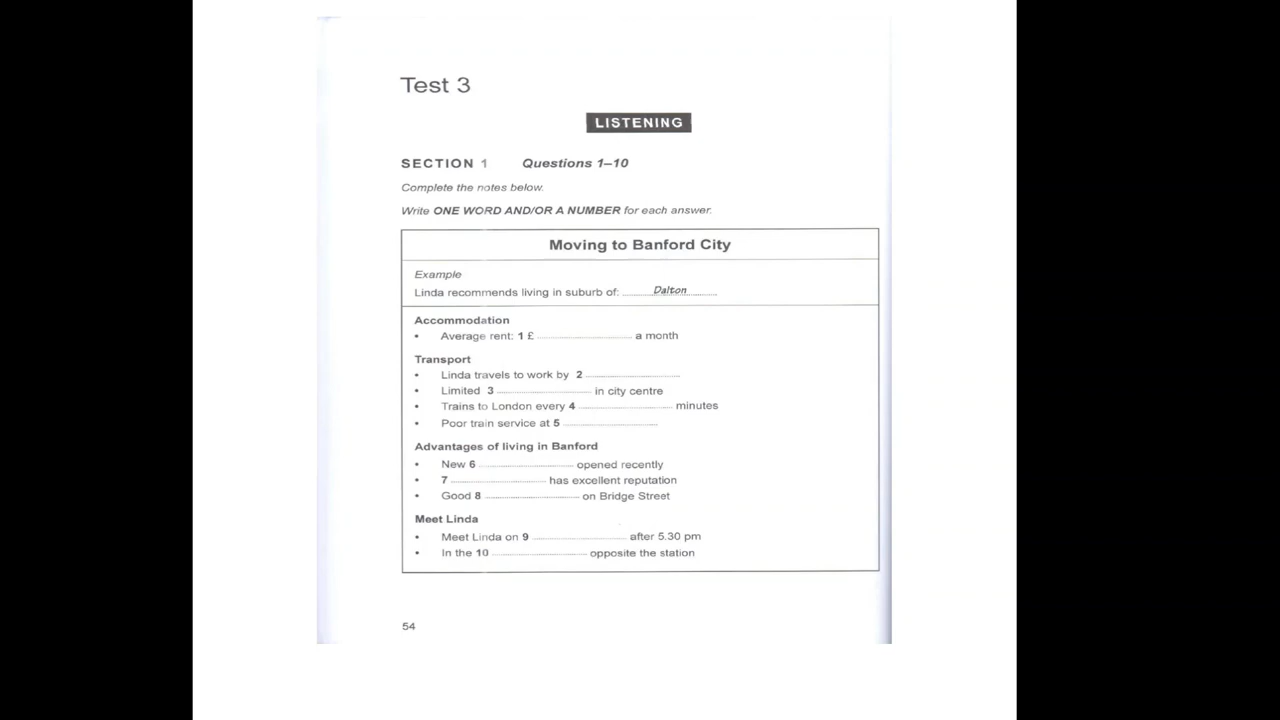 Test 3
LISTENING
SECTION 1 Questions 1–10
Complete the notes below.
Write ONE WORD AND/OR A NUMBER for each answer.
Moving to Banford City
Example
Linda recommends living in suburb of: Dalton
Accommodation
• Average rent: 1 £ .................... a month
Transport
• Linda travels to work by 2 ....................
• Limited 3 .................... in city centre
• Trains to London every 4 .................... minutes
• Poor train service at 5 ....................
Advantages of living in Banford
• New 6 .................... opened recently
• 7 .................... has excellent reputation
• Good 8 .................... on Bridge Street
Meet Linda
• Meet Linda on 9 .................... after 5.30 pm
• In the 10 .................... opposite the station
54